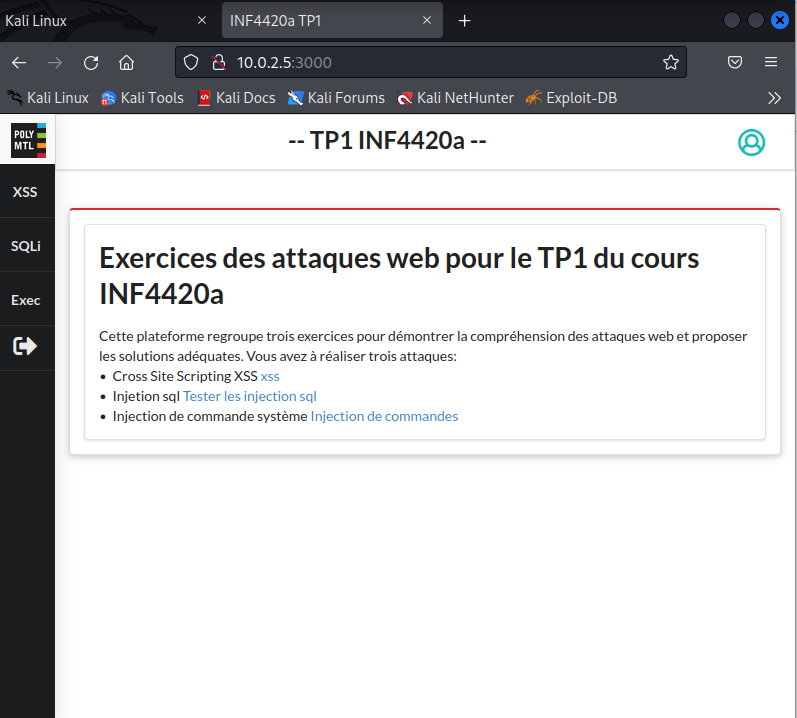 Kali Linux
INF4420a TP1
10.0.2.5:3000
Kali Linux Kali Tools Kali Docs Kali Forums Kali NetHunter Exploit-DB
POLY
MTL
-- TP1 INF4420a --
XSS
SQLi
Exec
Exercices des attaques web pour le TP1 du cours
INF4420a
Cette plateforme regroupe trois exercices pour démontrer la compréhension des attaques web et proposer
les solutions adéquates. Vous avez à réaliser trois attaques:
• Cross Site Scripting XSS xss
• Injetion sql Tester les injection sql
• Injection de commande système Injection de commandes